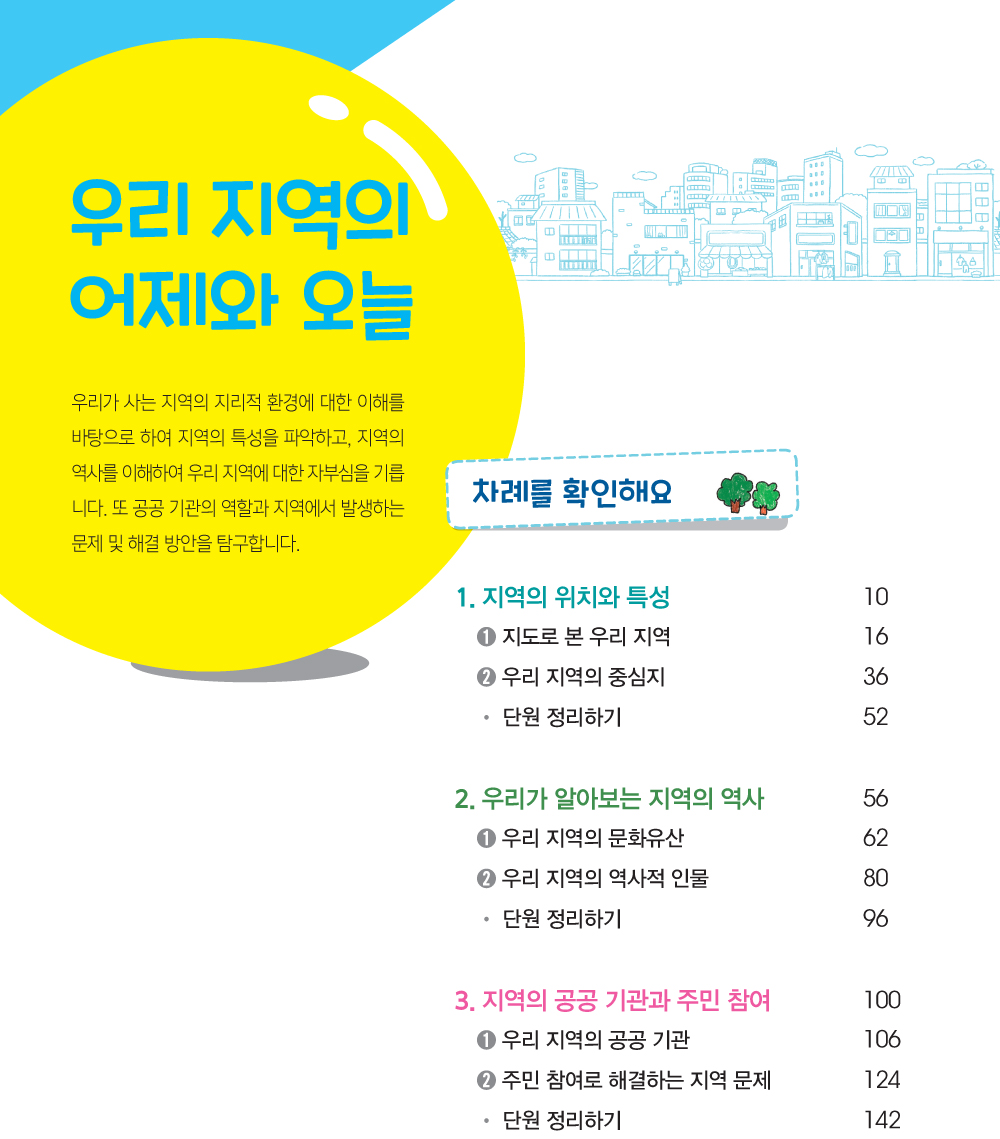 우리 지역의
어제와 오늘
우리가 사는 지역의 지리적 환경에 대한 이해를
바탕으로 하여 지역의 특성을 파악하고, 지역의
역사를 이해하여 우리 지역에 대한 자부심을 기릅
니다. 또 공공 기관의 역할과 지역에서 발생하는
문제 및 해결 방안을 탐구합니다.
차례를 확인해요
1. 지역의 위치와 특성 10
❶ 지도로 본 우리 지역 16
❷ 우리 지역의 중심지 36
• 단원 정리하기 52
2. 우리가 알아보는 지역의 역사 56
❶ 우리 지역의 문화유산 62
❷ 우리 지역의 역사적 인물 80
• 단원 정리하기 96
3. 지역의 공공 기관과 주민 참여 100
❶ 우리 지역의 공공 기관 106
❷ 주민 참여로 해결하는 지역 문제 124
• 단원 정리하기 142